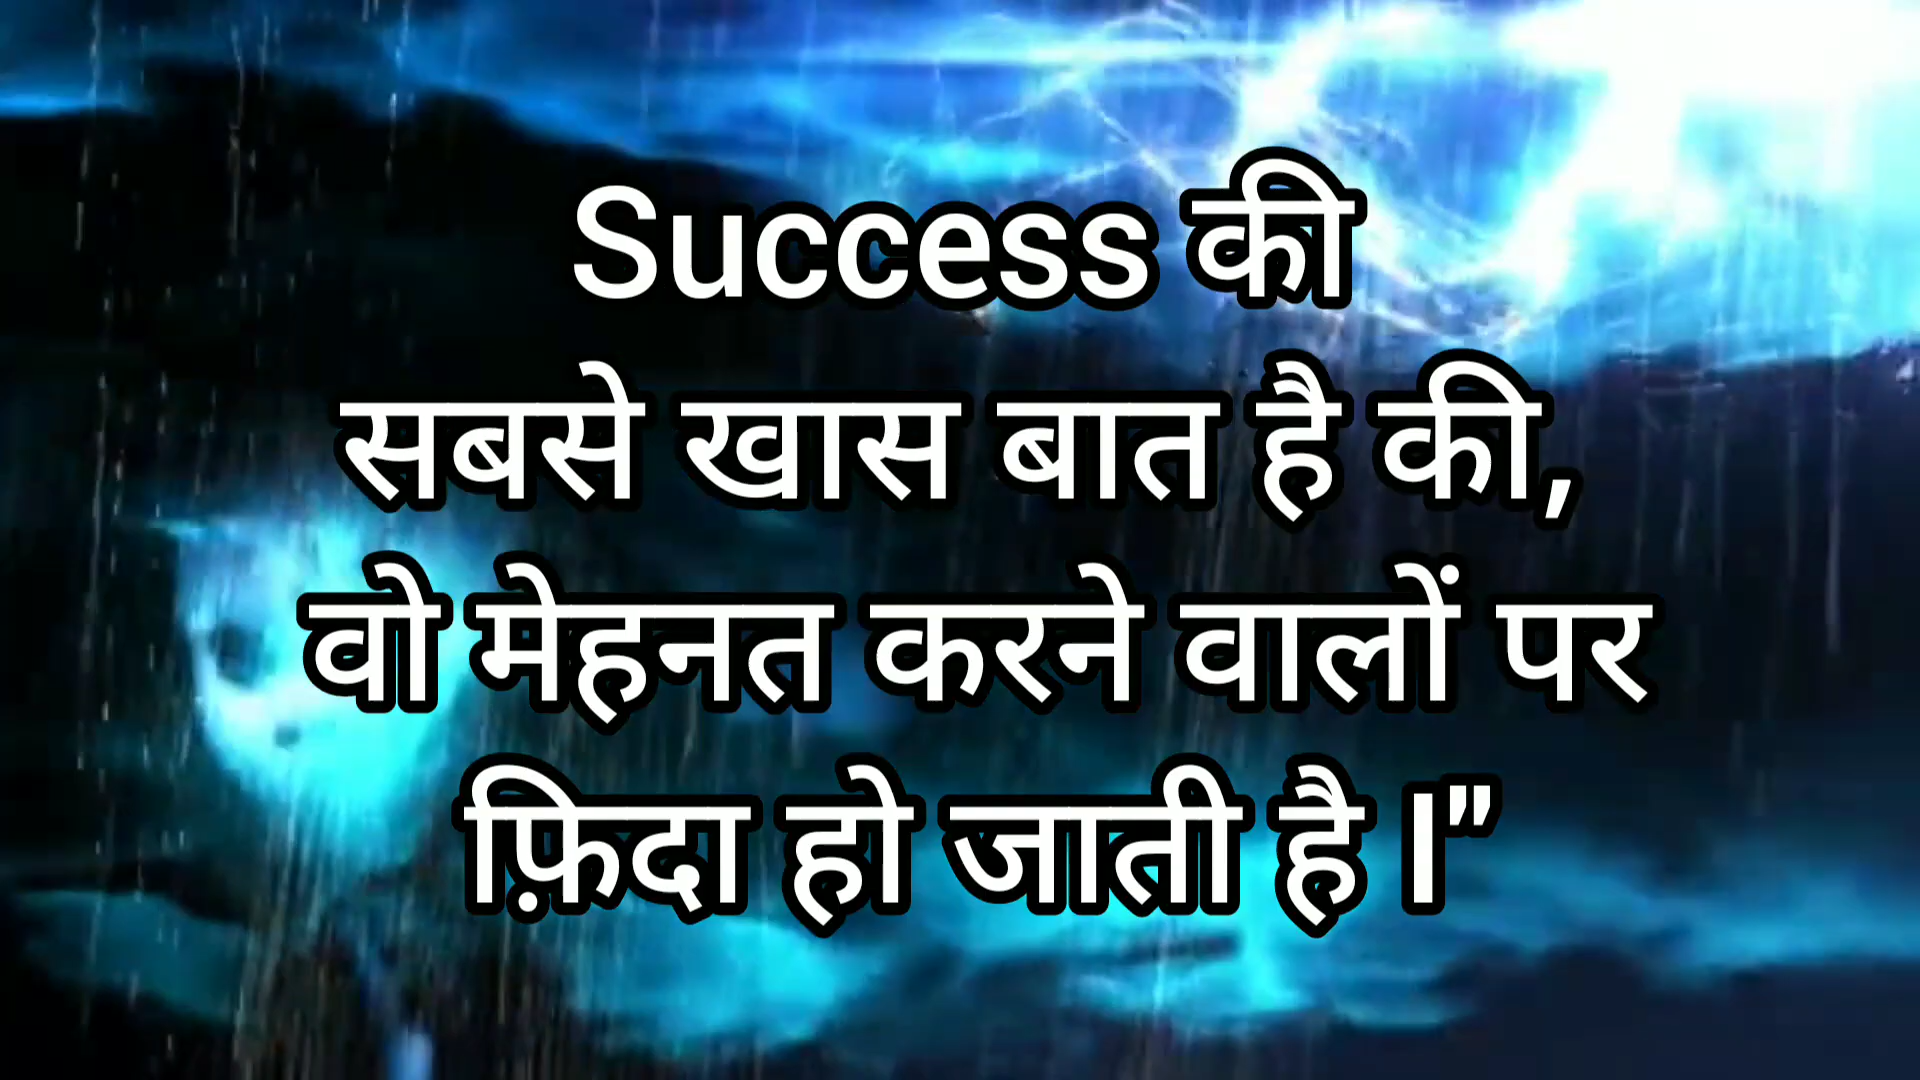 Success की
सबसे खास बात है की,
वो मेहनत करने वालों पर
फ़िदा हो जाती है I"